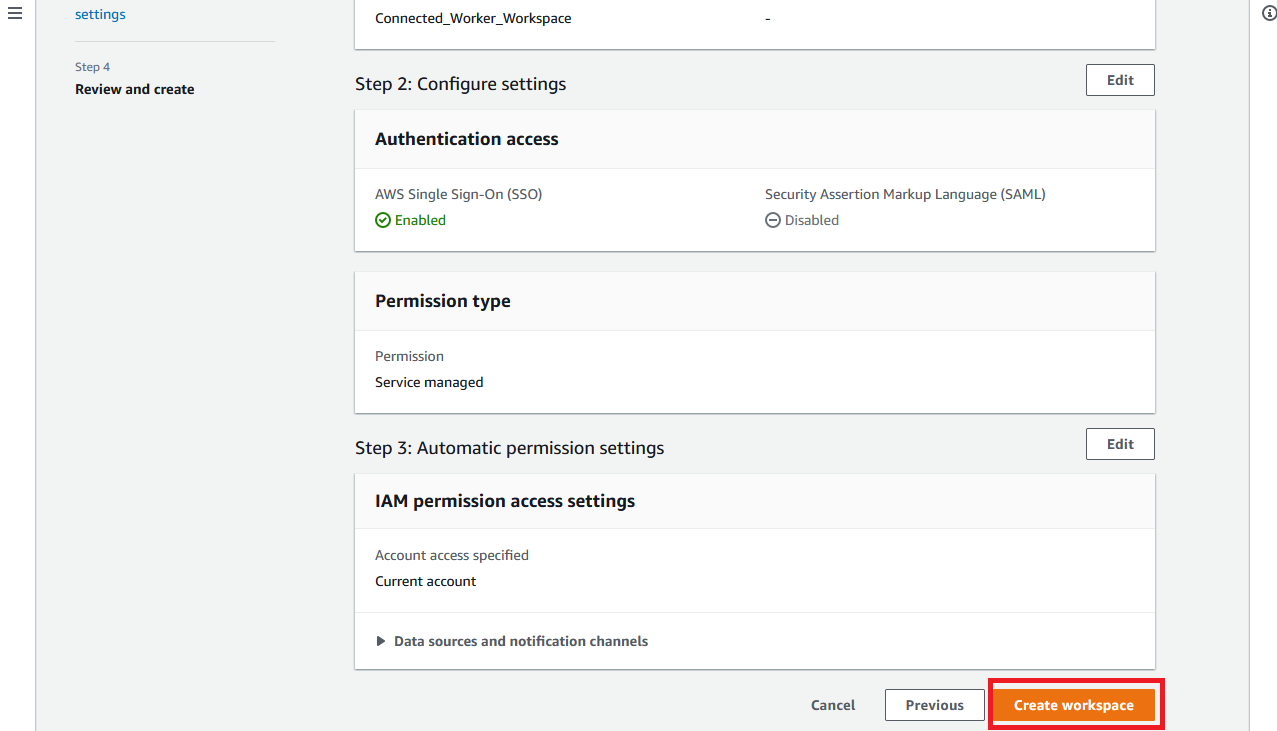 settings
Step 4
Review and create
Connected_Worker_Workspace -
Step 2: Configure settings Edit
Authentication access
AWS Single Sign-On (SSO) Security Assertion Markup Language (SAML)
Enabled Disabled
Permission type
Permission
Service managed
Step 3: Automatic permission settings Edit
IAM permission access settings
Account access specified
Current account
Data sources and notification channels
Cancel Previous Create workspace